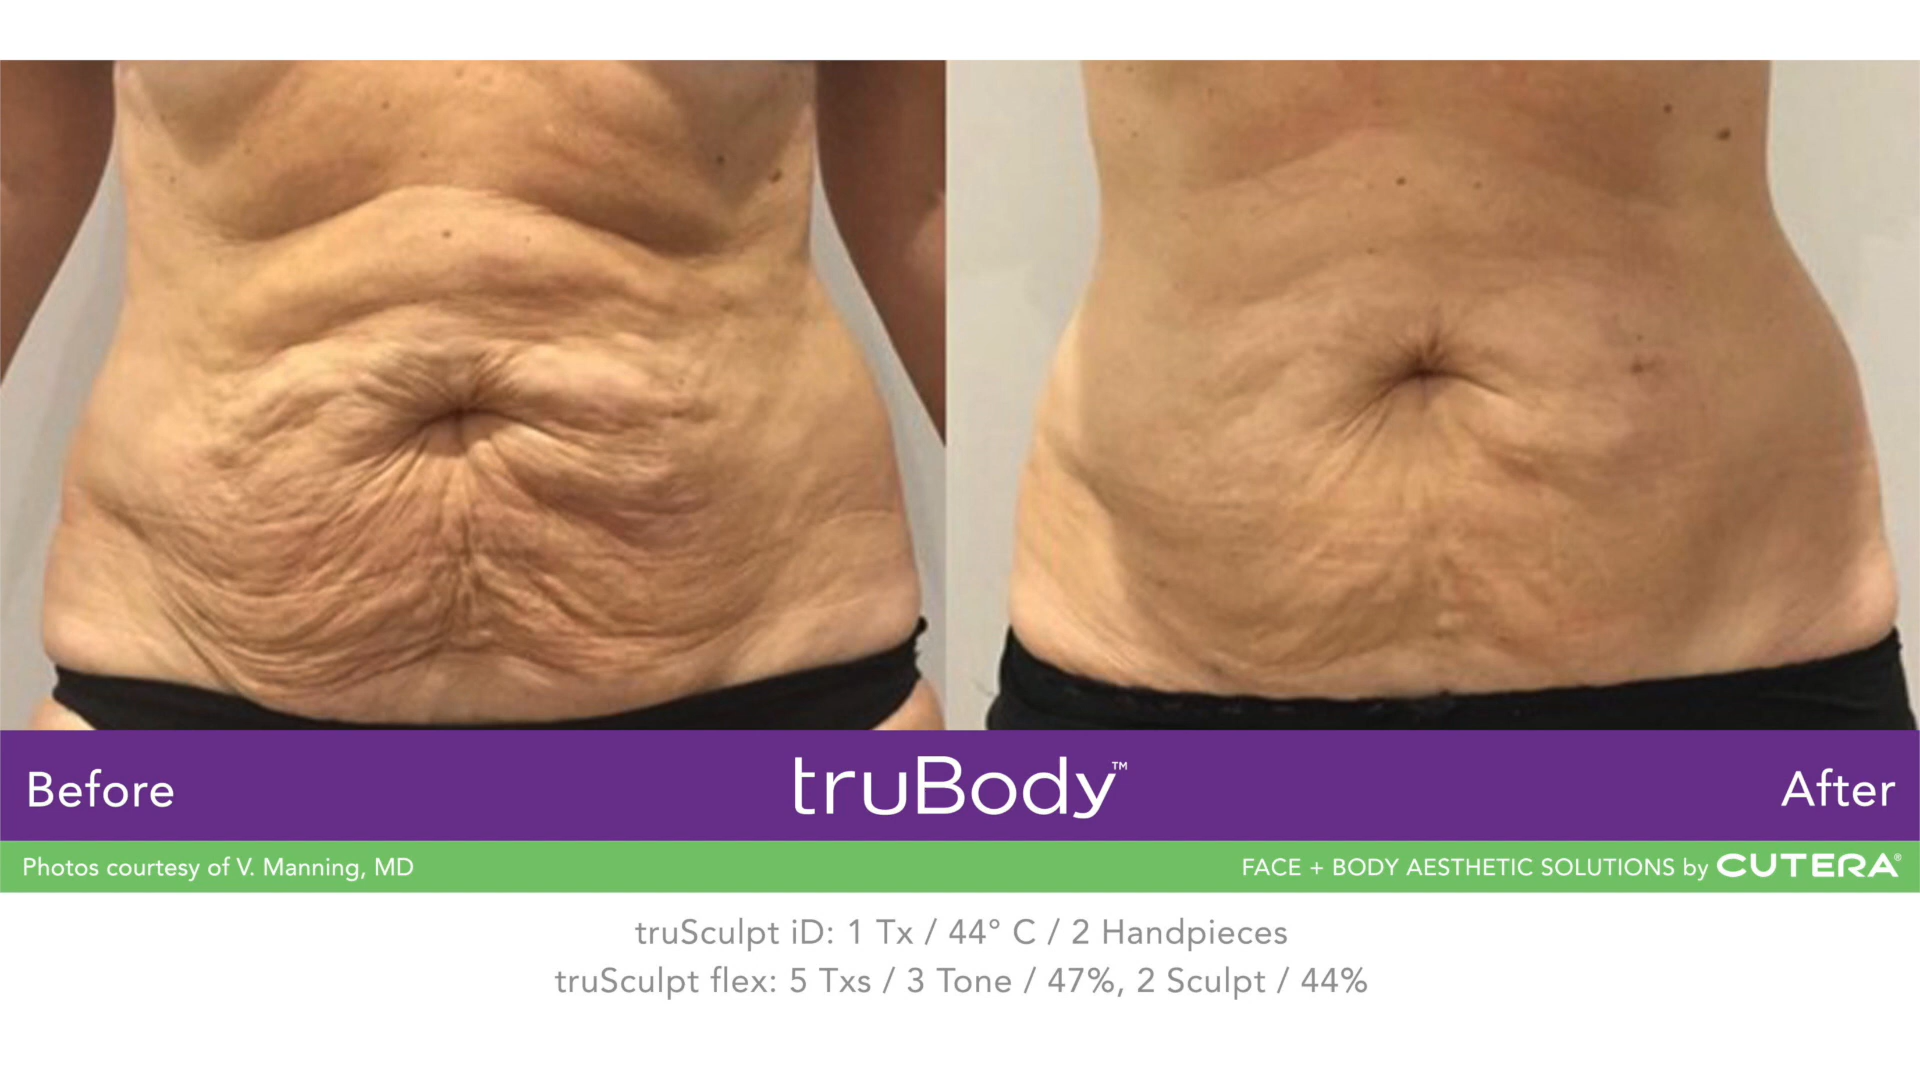 Before
truBody™
After
Photos courtesy of V. Manning, MD
FACE + BODY AESTHETIC SOLUTIONS by CUTERA®
truSculpt iD: 1 Tx / 44° C / 2 Handpieces
truSculpt flex: 5 Txs / 3 Tone / 47%, 2 Sculpt / 44%